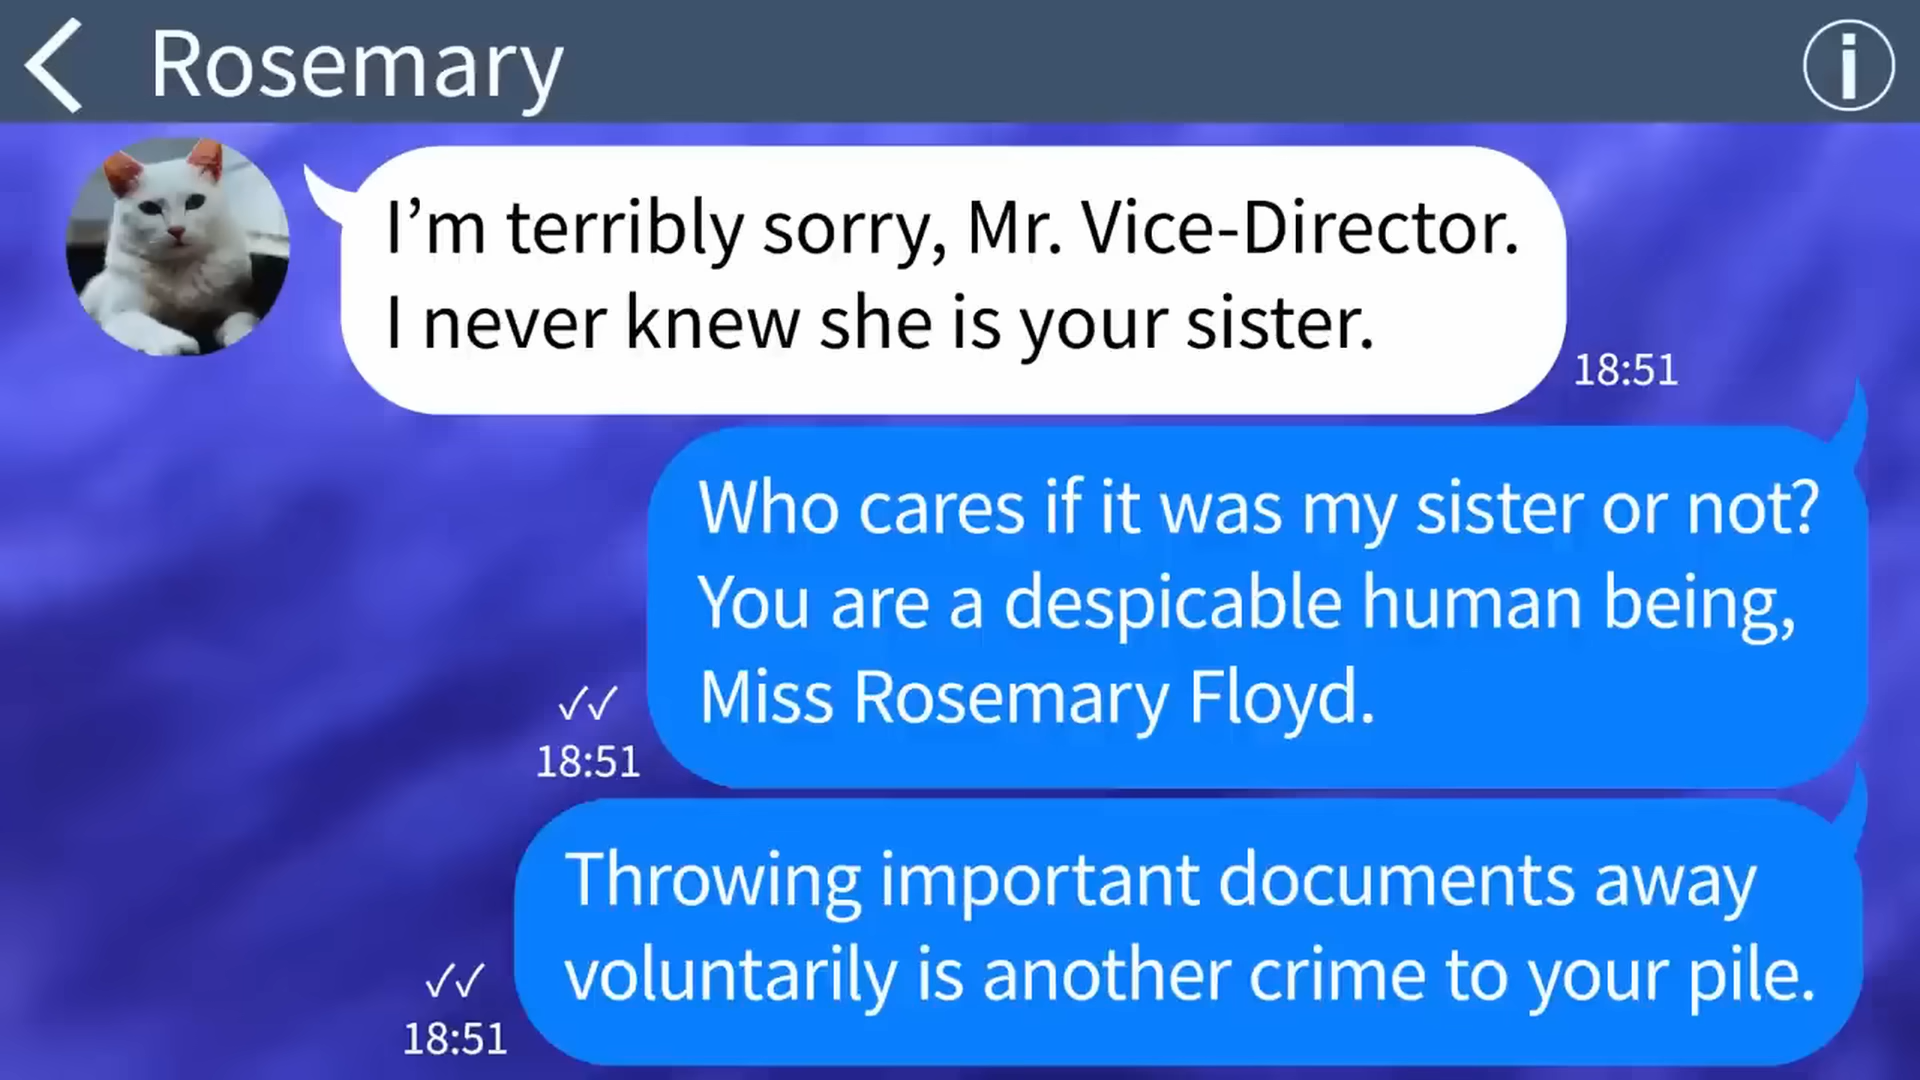 Rosemary
I’m terribly sorry, Mr. Vice-Director.
I never knew she is your sister.
18:51
Who cares if it was my sister or not?
You are a despicable human being,
Miss Rosemary Floyd.
18:51
Throwing important documents away
voluntarily is another crime to your pile.
18:51